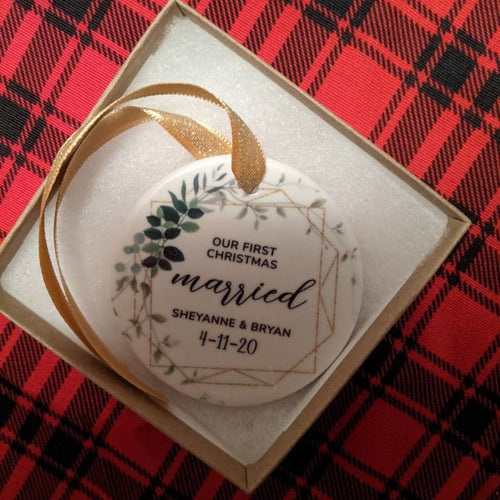 OUR FIRST
CHRISTMAS
married
SHEYANNE & BRYAN
4-11-20